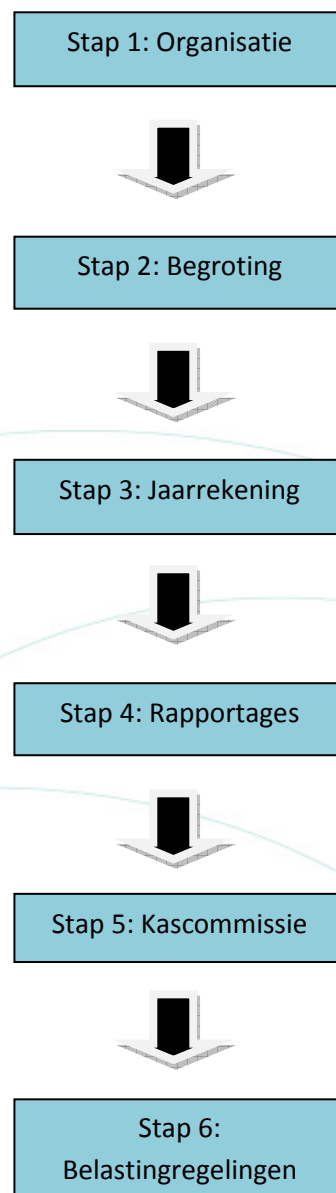 Stap 1: Organisatie
Stap 2: Begroting
Stap 3: Jaarrekening
Stap 4: Rapportages
Stap 5: Kascommissie
Stap 6:
Belastingregelingen